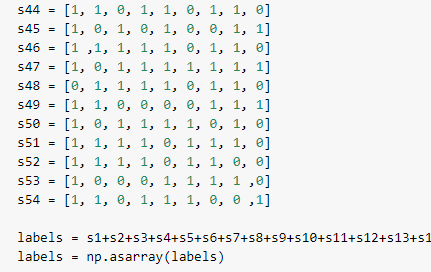 s44 = [1, 1, 0, 1, 1, 0, 1, 1, 0]
s45 = [1, 0, 1, 0, 1, 0, 0, 1, 1]
s46 = [1 ,1, 1, 1, 1, 0, 1, 1, 0]
s47 = [1, 0, 1, 1, 1, 1, 1, 1, 1]
s48 = [0, 1, 1, 1, 1, 0, 1, 1, 0]
s49 = [1, 1, 0, 0, 0, 0, 1, 1, 1]
s50 = [1, 0, 1, 1, 1, 1, 0, 1, 0]
s51 = [1, 1, 1, 1, 0, 1, 1, 1, 0]
s52 = [1, 1, 1, 1, 0, 1, 1, 0, 0]
s53 = [1, 0, 0, 0, 1, 1, 1, 1 ,0]
s54 = [1, 1, 0, 1, 1, 1, 0, 0 ,1]
labels = s1+s2+s3+s4+s5+s6+s7+s8+s9+s10+s11+s12+s13+s1
labels = np.asarray(labels)